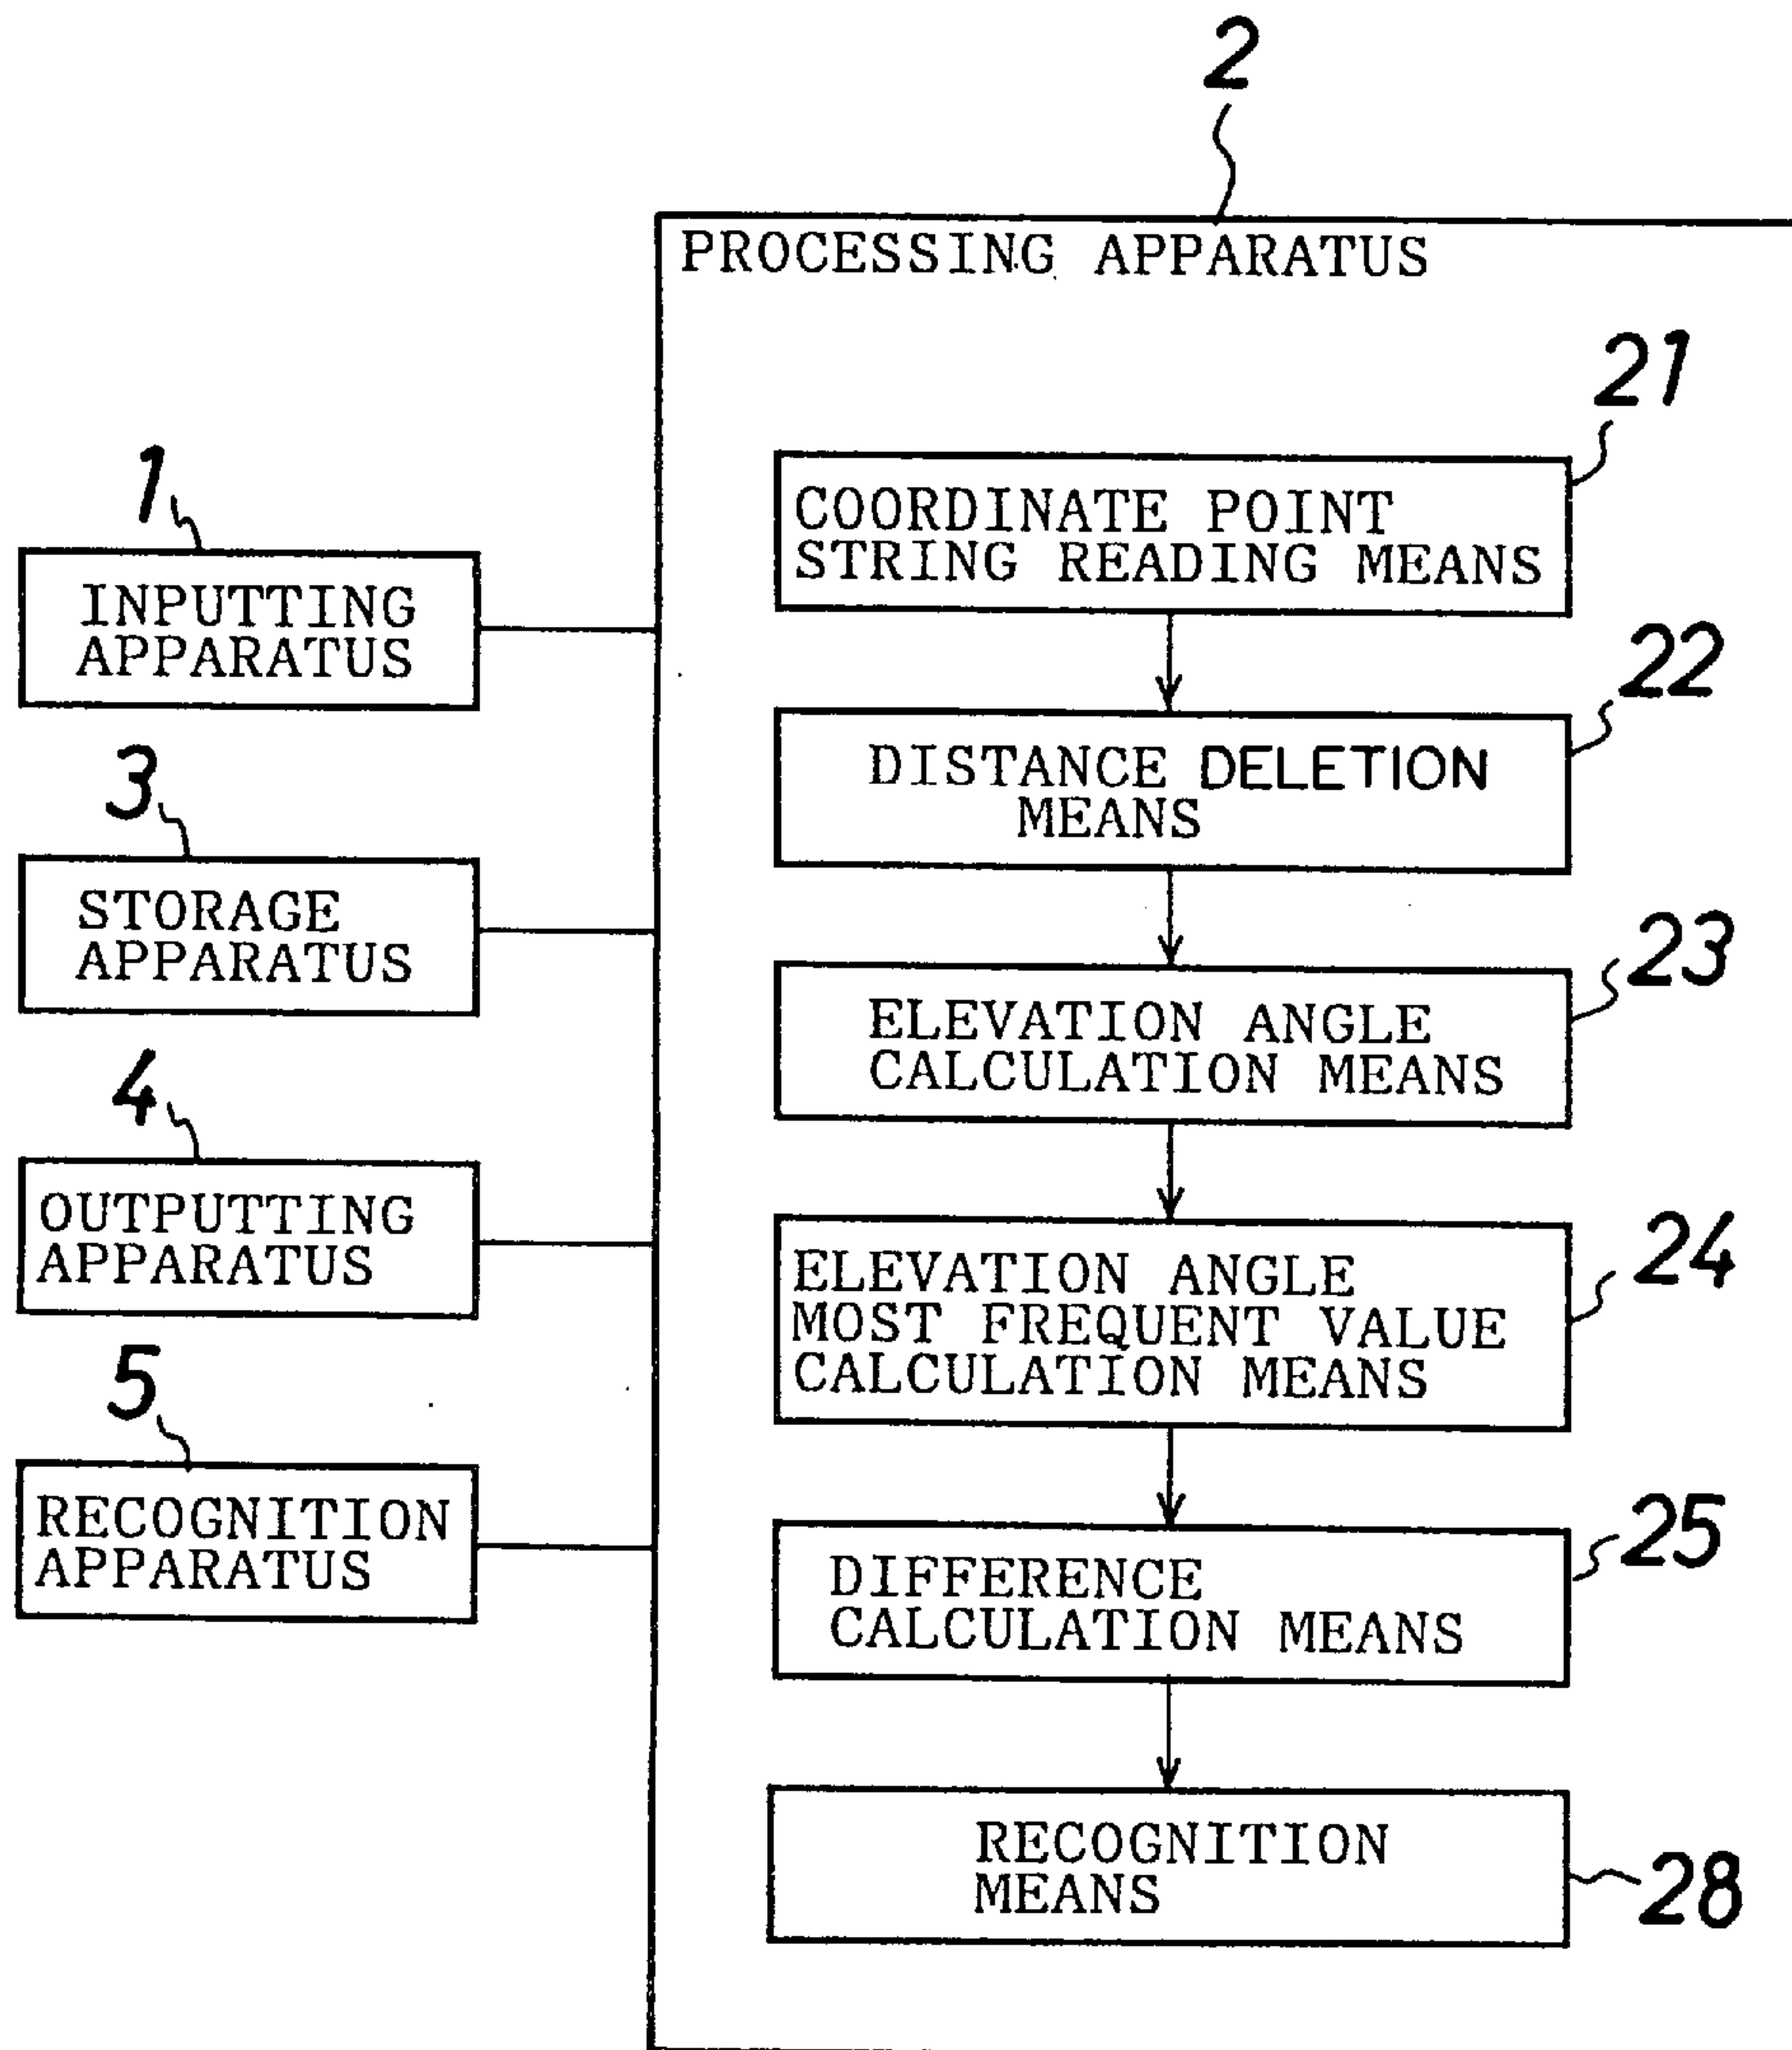 2
PROCESSING APPARATUS
21
COORDINATE POINT
STRING READING MEANS
22
DISTANCE DELETION
MEANS
23
ELEVATION ANGLE
CALCULATION MEANS
24
ELEVATION ANGLE
MOST FREQUENT VALUE
CALCULATION MEANS
25
DIFFERENCE
CALCULATION MEANS
28
RECOGNITION
MEANS
1
INPUTTING
APPARATUS
3
STORAGE
APPARATUS
4
OUTPUTTING
APPARATUS
5
RECOGNITION
APPARATUS